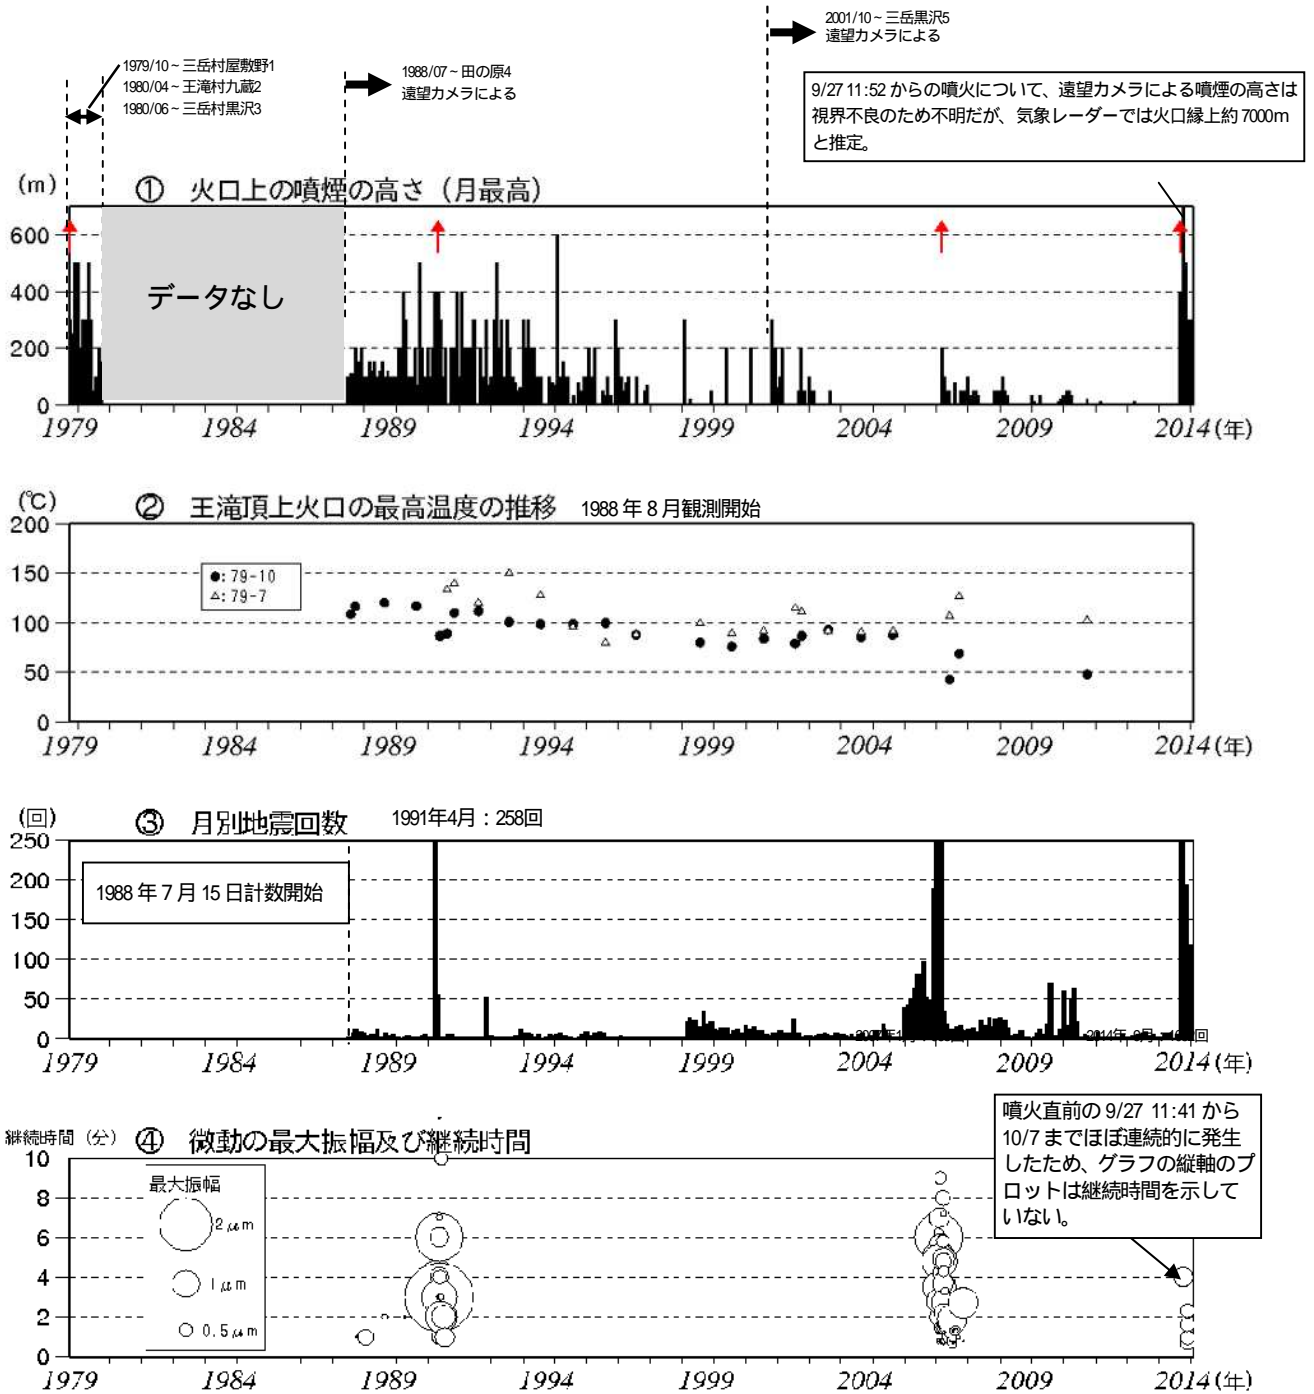 2001/10～三岳黒沢5
遠望カメラによる
1979/10～三岳村屋敷野1
1980/04～王滝村九蔵2
1980/06～三岳村黒沢3
1988/07～田の原4
遠望カメラによる
9/27 11:52 からの噴火について、遠望カメラによる噴煙の高さは
視界不良のため不明だが、気象レーダーでは火口縁上約 7000m
と推定。
(m) ① 火口上の噴煙の高さ（月最高）
600
400
200
0
データなし
1979 1984 1989 1994 1999 2004 2009 2014(年)
(℃) ② 王滝頂上火口の最高温度の推移 1988 年 8 月観測開始
200
150
100
50
0
●: 79-10
△: 79-7
1979 1984 1989 1994 1999 2004 2009 2014(年)
(回) ③ 月別地震回数 1991年4月：258回
250
200
150
100
50
0
1988 年 7 月 15 日計数開始
1979 1984 1989 1994 1999 2004 2009 2014(年)
継続時間（分） ④ 微動の最大振幅及び継続時間
10
8
6
4
2
0
最大振幅
2μm
1μm
0.5μm
噴火直前の 9/27 11:41 から
10/7 までほぼ連続的に発生
したため、グラフの縦軸のプ
ロットは継続時間を示して
いない。
1979 1984 1989 1994 1999 2004 2009 2014(年)